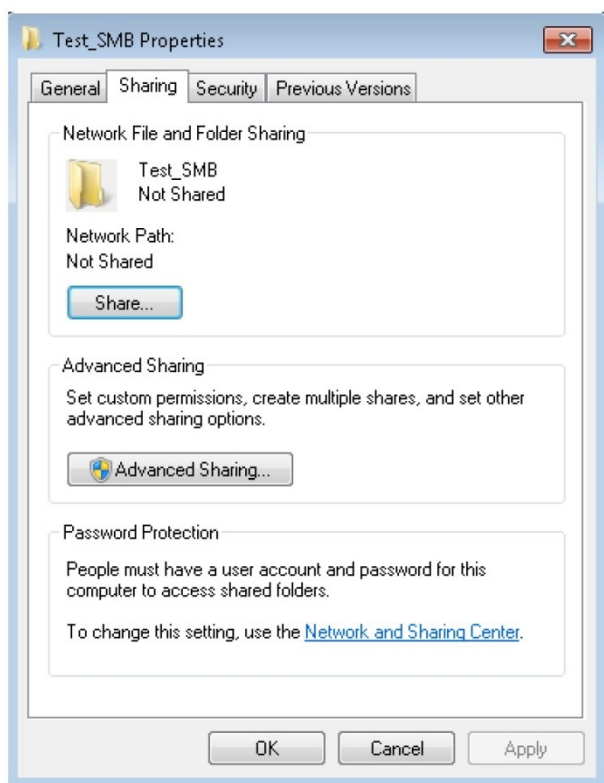 Test_SMB Properties
General Sharing Security Previous Versions
Network File and Folder Sharing
Test_SMB
Not Shared
Network Path:
Not Shared
Share...
Advanced Sharing
Set custom permissions, create multiple shares, and set other
advanced sharing options.
Advanced Sharing...
Password Protection
People must have a user account and password for this
computer to access shared folders.
To change this setting, use the Network and Sharing Center.
OK Cancel Apply